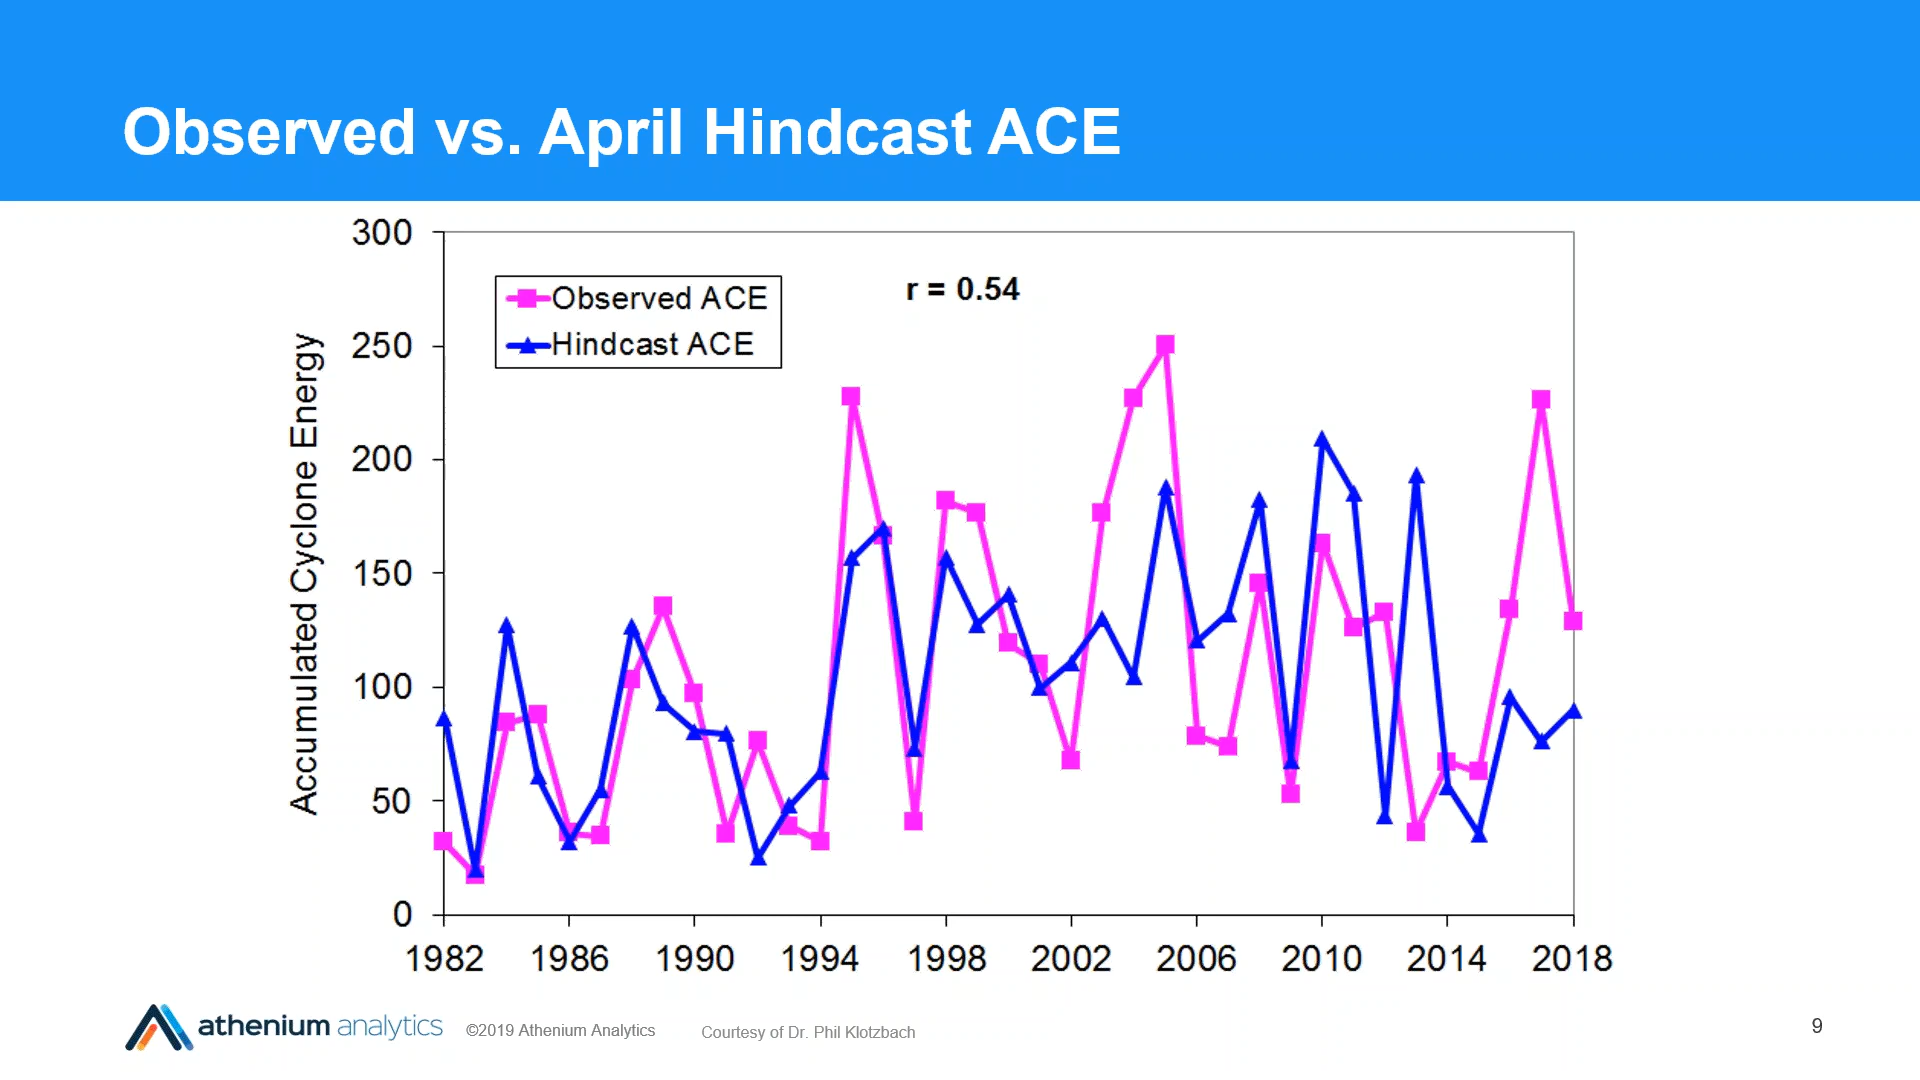 Observed vs. April Hindcast ACE
300
250
200
150
100
50
0
Accumulated Cyclone Energy
Observed ACE
Hindcast ACE
r = 0.54
1982 1986 1990 1994 1998 2002 2006 2010 2014 2018
athenium analytics ©2019 Athenium Analytics Courtesy of Dr. Phil Klotzbach 9